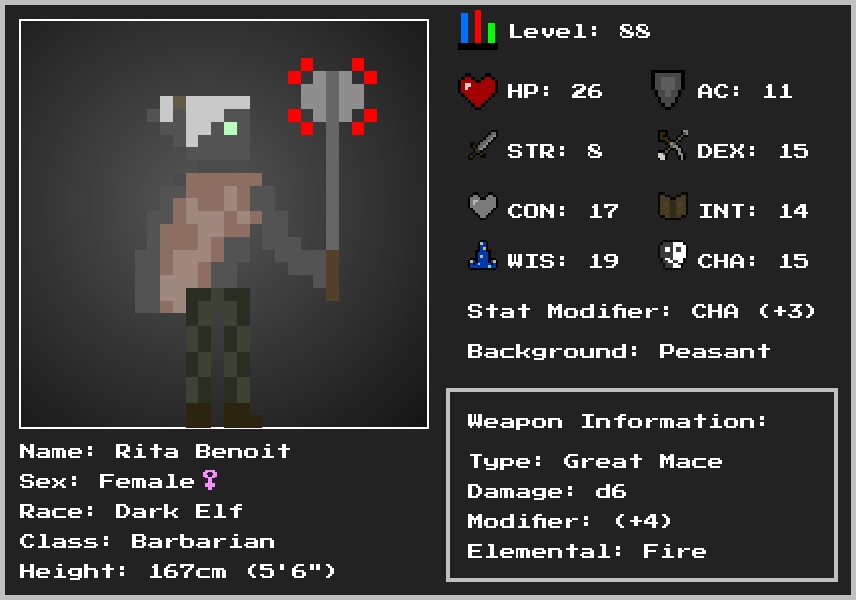 Level: 88
HP: 26
AC: 11
STR: 8
DEX: 15
CON: 17
INT: 14
WIS: 19
CHA: 15
Stat Modifier: CHA (+3)
Background: Peasant
Weapon Information:
Type: Great Mace
Damage: d6
Modifier: (+4)
Elemental: Fire
Name: Rita Benoit
Sex: Female♀
Race: Dark Elf
Class: Barbarian
Height: 167cm (5'6")